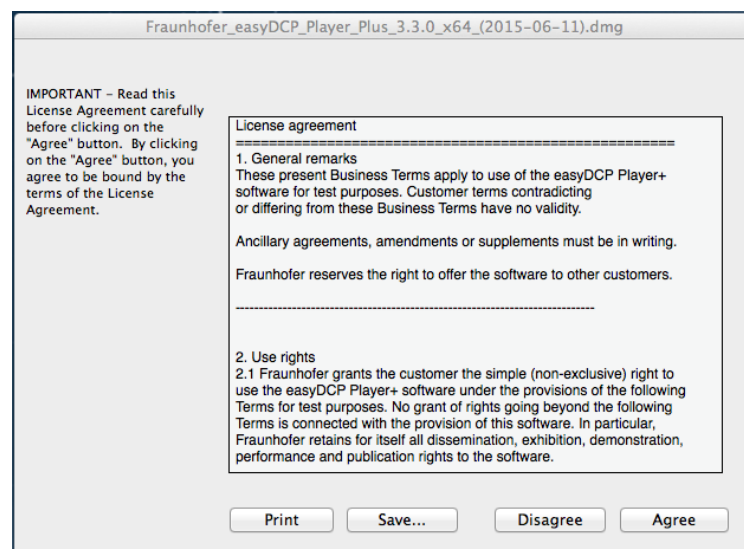 Fraunhofer_easyDCP_Player_Plus_3.3.0_x64_(2015-06-11).dmg
IMPORTANT – Read this
License Agreement carefully
before clicking on the
"Agree" button.  By clicking
on the "Agree" button, you
agree to be bound by the
terms of the License
Agreement.
License agreement
=======================================================
1. General remarks
These present Business Terms apply to use of the easyDCP Player+
software for test purposes. Customer terms contradicting
or differing from these Business Terms have no validity.
Ancillary agreements, amendments or supplements must be in writing.
Fraunhofer reserves the right to offer the software to other customers.
------------------------------------------------------------------------------
2. Use rights
2.1 Fraunhofer grants the customer the simple (non-exclusive) right to
use the easyDCP Player+ software under the provisions of the following
Terms for test purposes. No grant of rights going beyond the following
Terms is connected with the provision of this software. In particular,
Fraunhofer retains for itself all dissemination, exhibition, demonstration,
performance and publication rights to the software.
Print Save... Disagree Agree